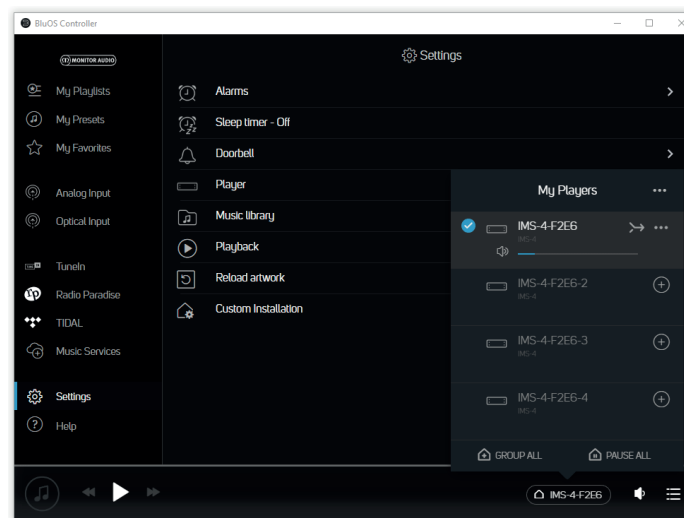 BluOS Controller
MONITOR AUDIO
My Playlists
My Presets
My Favorites
Analog Input
Optical Input
TuneIn
Radio Paradise
TIDAL
Music Services
Settings
Help
Settings
Alarms
Sleep timer - Off
Doorbell
Player
Music library
Playback
Reload artwork
Custom Installation
My Players
IMS-4-F2E6
IMS-4
IMS-4-F2E6-2
IMS-4
IMS-4-F2E6-3
IMS-4
IMS-4-F2E6-4
IMS-4
GROUP ALL
PAUSE ALL
IMS-4-F2E6